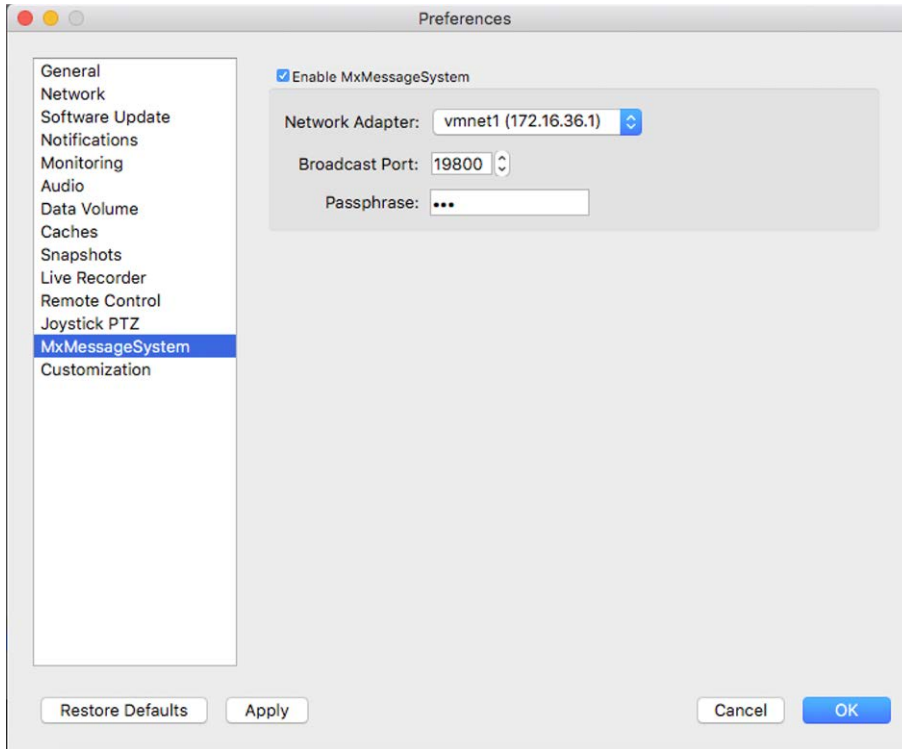 Preferences
General
Network
Software Update
Notifications
Monitoring
Audio
Data Volume
Caches
Snapshots
Live Recorder
Remote Control
Joystick PTZ
MxMessageSystem
Customization
Enable MxMessageSystem
Network Adapter: vmnet1 (172.16.36.1)
Broadcast Port: 19800
Passphrase: •••
Restore Defaults Apply Cancel OK